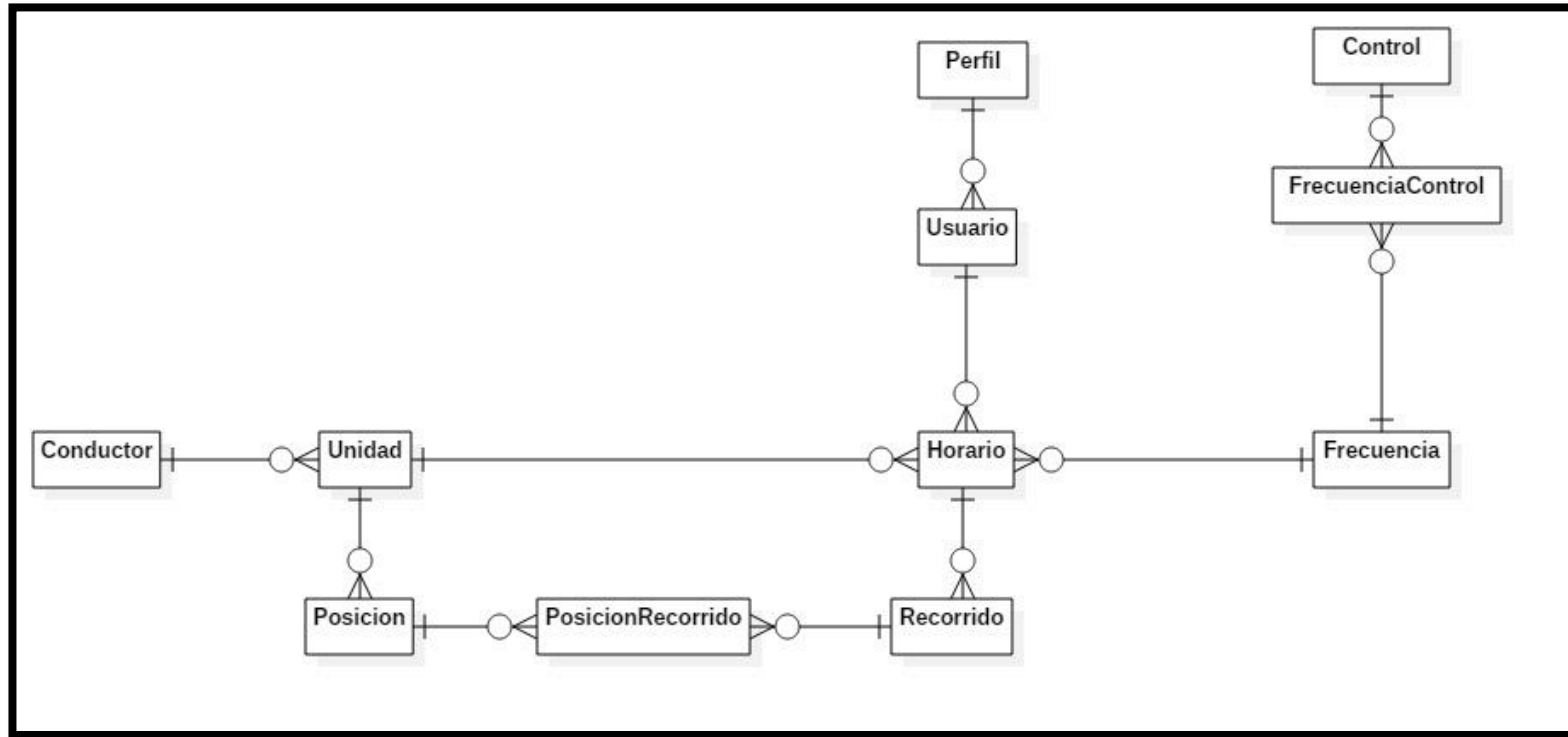 Perfil
Control
FrecuenciaControl
Usuario
Conductor
Unidad
Horario
Frecuencia
Posicion
PosicionRecorrido
Recorrido